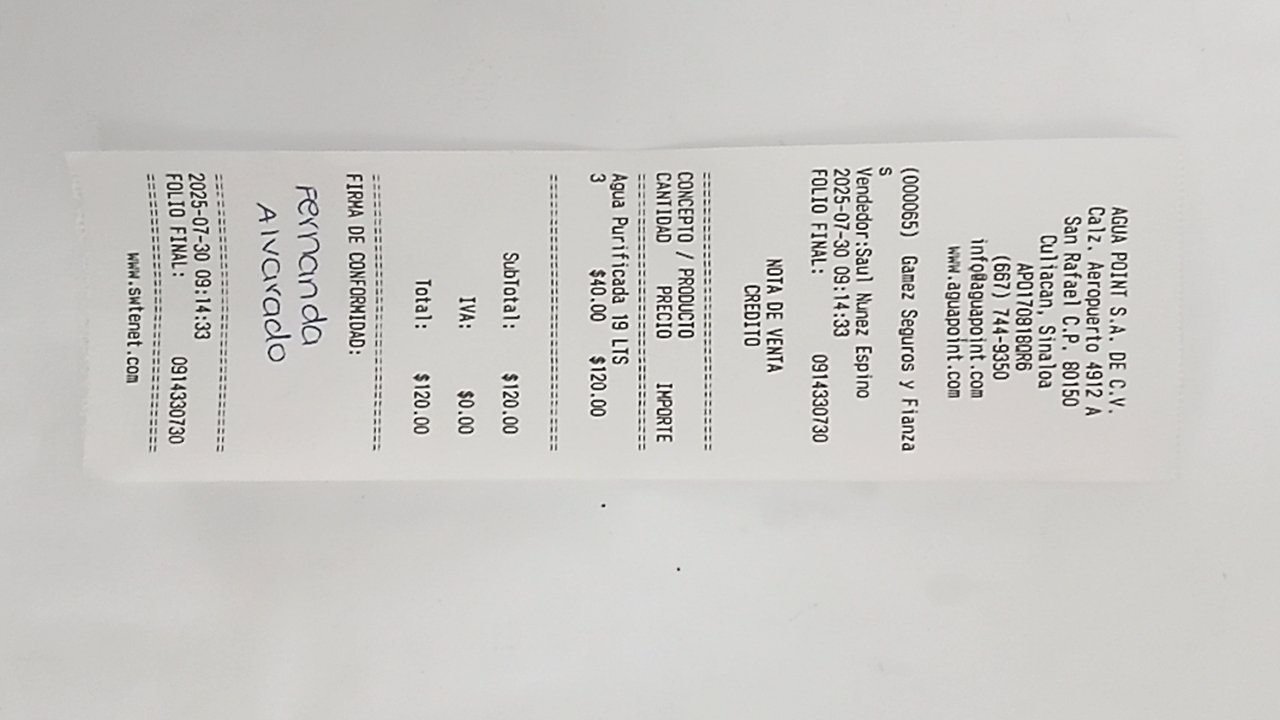 AGUA POINT S.A. DE C.V.
Calz. Aeropuerto 4912 A
San Rafael C.P. 80150
Culiacan, Sinaloa
APO170818QR6
(667) 744-9350
info@aguapoint.com
www.aguapoint.com
(000065) Gamez Seguros y Fianza
s
Vendedor:Saul Nunez Espino
2025-07-30 09:14:33
FOLIO FINAL: 0914330730
NOTA DE VENTA
CREDITO
================================
CONCEPTO / PRODUCTO
CANTIDAD PRECIO IMPORTE
================================
Agua Purificada 19 LTS
3 $40.00 $120.00
================================
SubTotal: $120.00
IVA: $0.00
Total: $120.00
================================
FIRMA DE CONFORMIDAD:
Fernanda
Alvarado
================================
2025-07-30 09:14:33
FOLIO FINAL: 0914330730
================================
www.swtenet.com